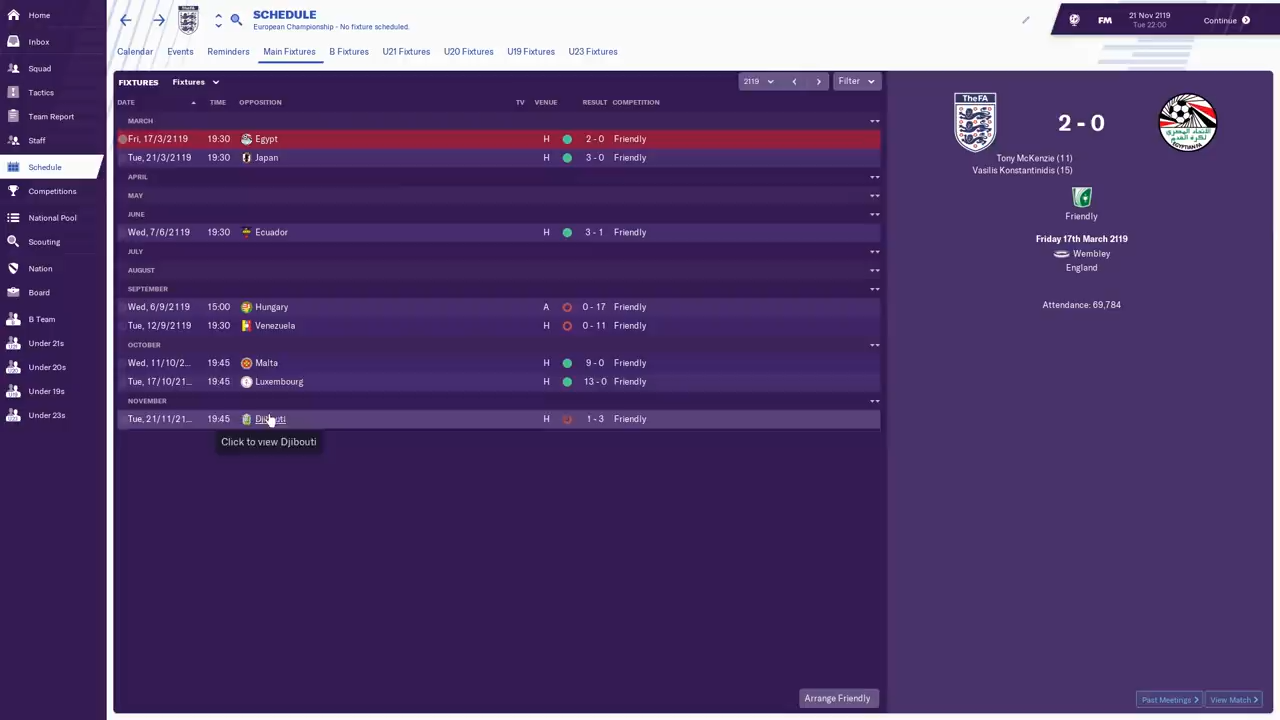 Home
Inbox
Squad
Tactics
Team Report
Staff
Schedule
Competitions
National Pool
Scouting
Nation
Board
B Team
Under 21s
Under 20s
Under 19s
Under 23s
SCHEDULE
European Championship - No fixture scheduled.
FM
21 Nov 2119
Tue 22:00
Continue
Calendar Events Reminders Main Fixtures B Fixtures U21 Fixtures U20 Fixtures U19 Fixtures U23 Fixtures
FIXTURES Fixtures 2119 Filter
DATE TIME OPPOSITION TV VENUE RESULT COMPETITION
MARCH
Fri, 17/3/2119 19:30 Egypt H 2 - 0 Friendly
Tue, 21/3/2119 19:30 Japan H 3 - 0 Friendly
APRIL
MAY
JUNE
Wed, 7/6/2119 19:30 Ecuador H 3 - 1 Friendly
JULY
AUGUST
SEPTEMBER
Wed, 6/9/2119 15:00 Hungary A 0 - 17 Friendly
Tue, 12/9/2119 19:30 Venezuela H 0 - 11 Friendly
OCTOBER
Wed, 11/10/2... 19:45 Malta H 9 - 0 Friendly
Tue, 17/10/21... 19:45 Luxembourg H 13 - 0 Friendly
NOVEMBER
Tue, 21/11/21... 19:45 Djibouti H 1 - 3 Friendly
Click to view Djibouti
Arrange Friendly
The FA
2 - 0
Tony McKenzie (11)
Vasilis Konstantinidis (15)
Friendly
Friday 17th March 2119
Wembley
England
Attendance: 69,784
Past Meetings
View Match